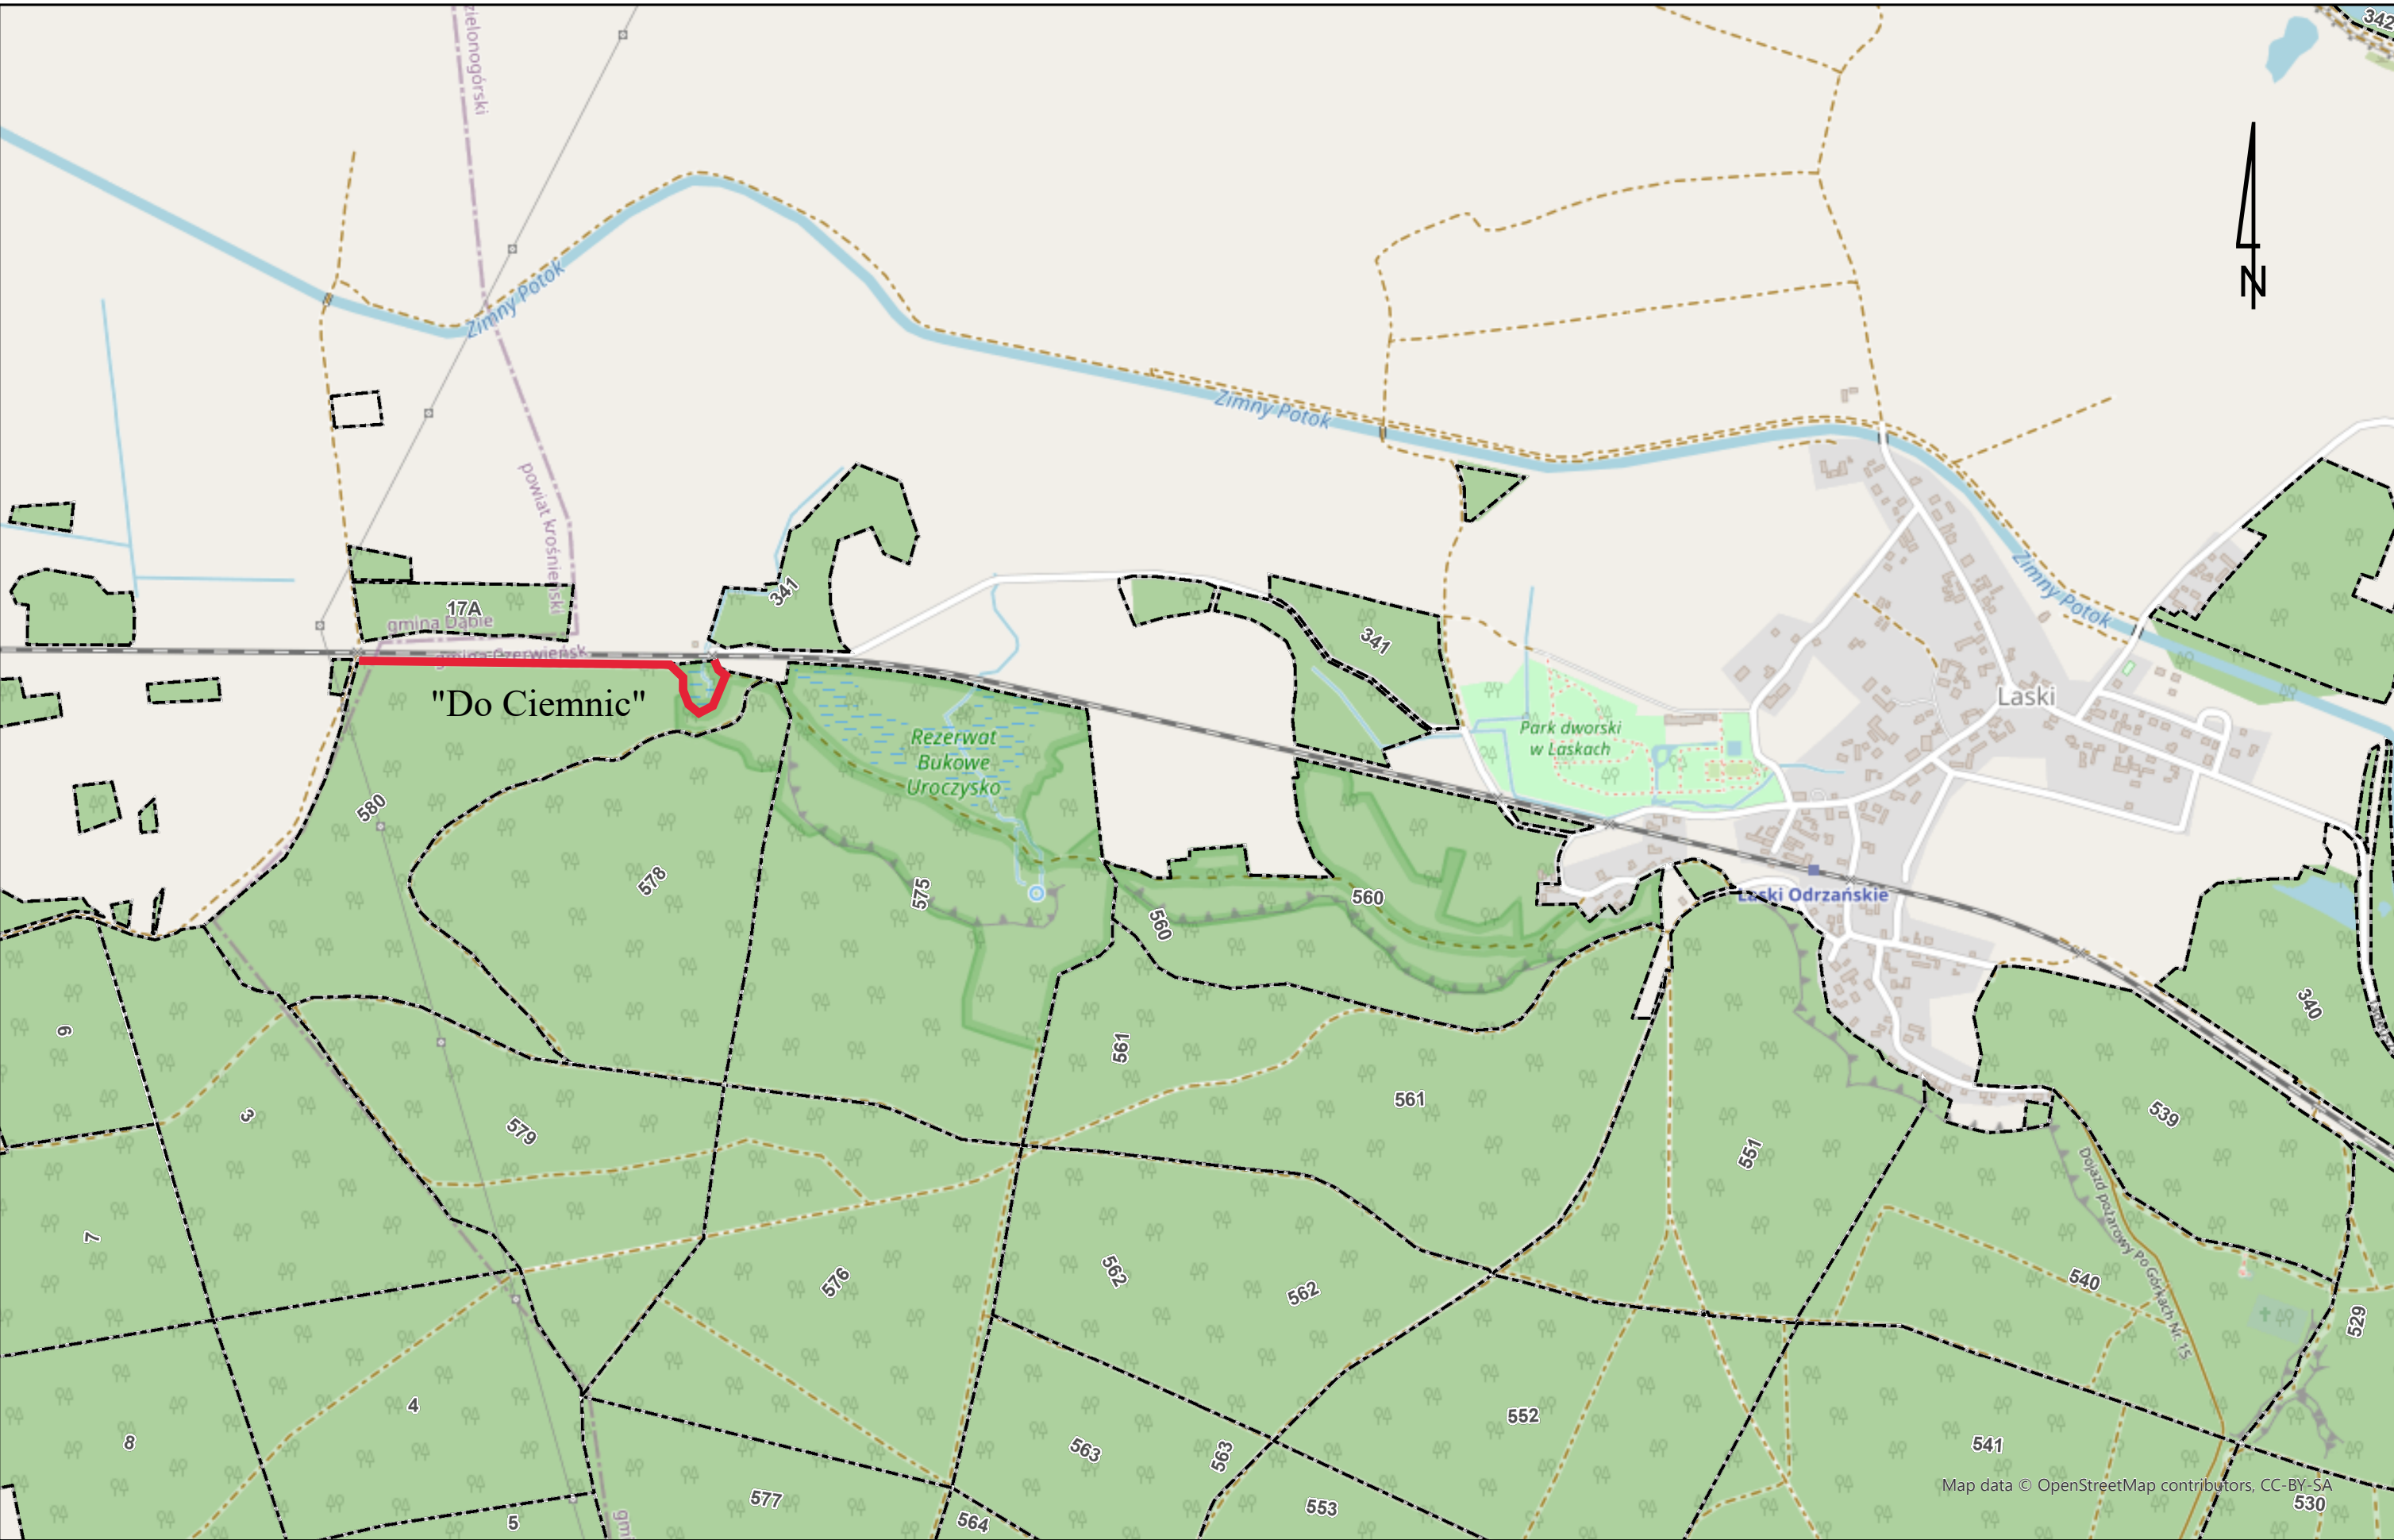 zielonogórski
342
N
Zimny Potok
Zimny Potok
powiat krośnieński
Zimny Potok
341
17A
gmina Dąbie
gmina Czerwieńsk
341
"Do Ciemnic"
Laski
Park dworski
w Laskach
Rezerwat
Bukowe
Uroczysko
580
578
575
560
560
Laski Odrzańskie
340
9
3
579
561
561
551
539
Dojazd pożarowy Po Górkach Nr. 15
7
576
562
562
540
529
4
8
563
563
552
541
Map data © OpenStreetMap contributors, CC-BY-SA
577
5
564
553
530